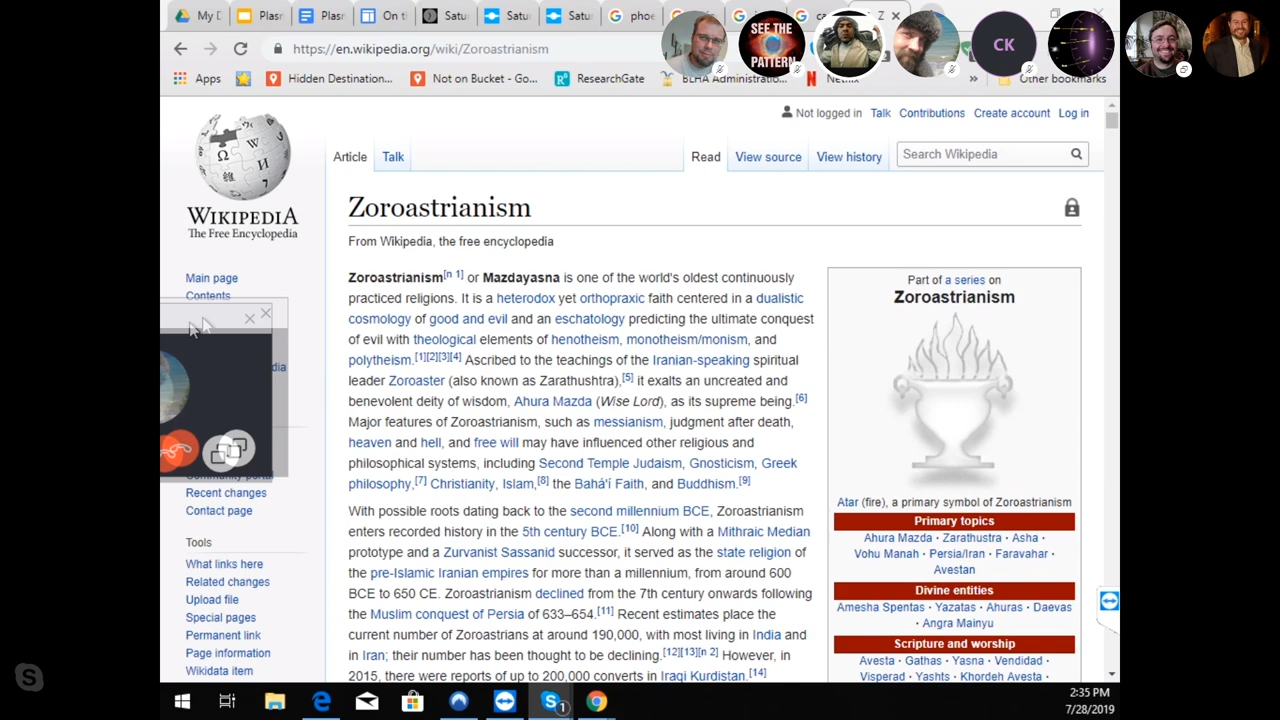 My D
Plasm
Plasm
On t
Satu
Satu
Satu
phoe
Z
https://en.wikipedia.org/wiki/Zoroastrianism
SEE THE
PATTERN
CK
Apps
Hidden Destination...
Not on Bucket - Go...
ResearchGate
BLHA Administratio...
Netflix
»
Other bookmarks
Not logged in Talk Contributions Create account Log in
Article Talk
Read View source View history
Search Wikipedia
WIKIPEDIA
The Free Encyclopedia
Main page
Contents
dia
Community portal
Recent changes
Contact page
Tools
What links here
Related changes
Upload file
Special pages
Permanent link
Page information
Wikidata item
Zoroastrianism
From Wikipedia, the free encyclopedia
Zoroastrianism[n 1] or Mazdayasna is one of the world's oldest continuously
practiced religions. It is a heterodox yet orthopraxic faith centered in a dualistic
cosmology of good and evil and an eschatology predicting the ultimate conquest
of evil with theological elements of henotheism, monotheism/monism, and
polytheism.[1][2][3][4] Ascribed to the teachings of the Iranian-speaking spiritual
leader Zoroaster (also known as Zarathushtra),[5] it exalts an uncreated and
benevolent deity of wisdom, Ahura Mazda (Wise Lord), as its supreme being.[6]
Major features of Zoroastrianism, such as messianism, judgment after death,
heaven and hell, and free will may have influenced other religious and
philosophical systems, including Second Temple Judaism, Gnosticism, Greek
philosophy,[7] Christianity, Islam,[8] the Bahá'í Faith, and Buddhism.[9]
With possible roots dating back to the second millennium BCE, Zoroastrianism
enters recorded history in the 5th century BCE.[10] Along with a Mithraic Median
prototype and a Zurvanist Sassanid successor, it served as the state religion of
the pre-Islamic Iranian empires for more than a millennium, from around 600
BCE to 650 CE. Zoroastrianism declined from the 7th century onwards following
the Muslim conquest of Persia of 633–654.[11] Recent estimates place the
current number of Zoroastrians at around 190,000, with most living in India and
in Iran; their number has been thought to be declining.[12][13][n 2] However, in
2015, there were reports of up to 200,000 converts in Iraqi Kurdistan.[14]
Part of a series on
Zoroastrianism
Atar (fire), a primary symbol of Zoroastrianism
Primary topics
Ahura Mazda · Zarathustra · Asha ·
Vohu Manah · Persia/Iran · Faravahar ·
Avestan
Divine entities
Amesha Spentas · Yazatas · Ahuras · Daevas
· Angra Mainyu
Scripture and worship
Avesta · Gathas · Yasna · Vendidad ·
Visperad · Yashts · Khordeh Avesta ·
1
2:35 PM
7/28/2019